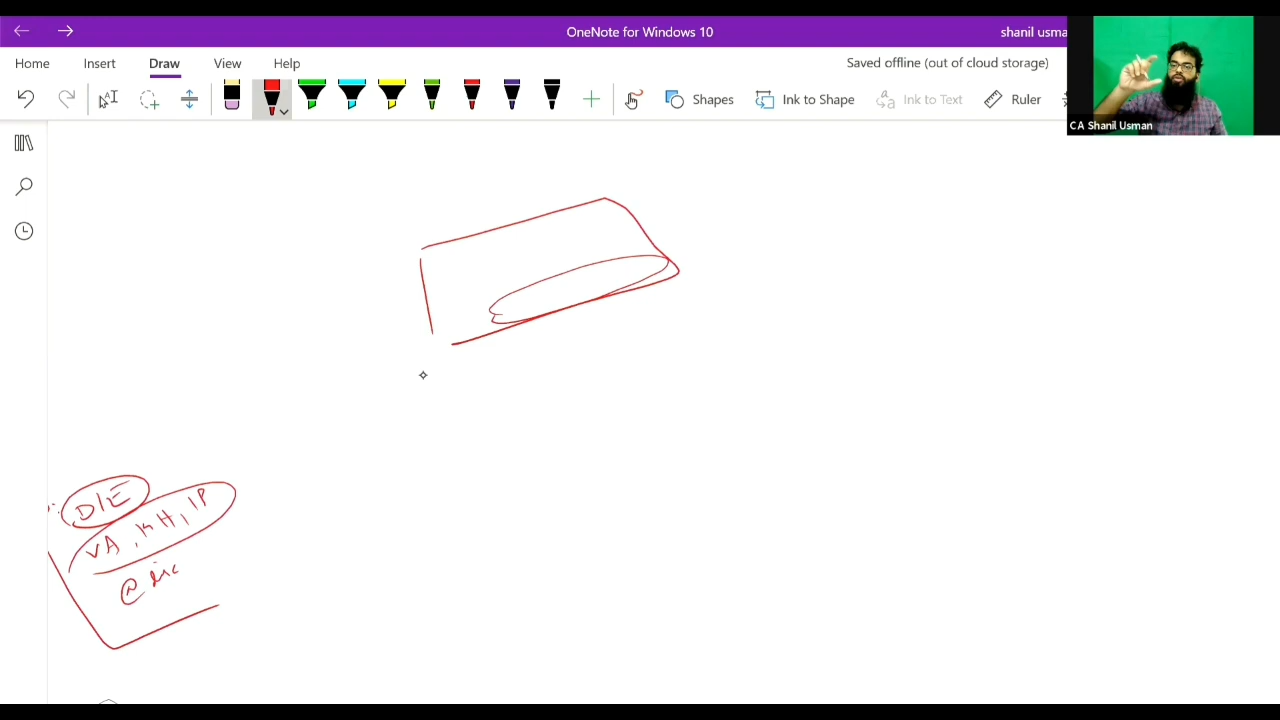 OneNote for Windows 10
shanil usma
Home Insert Draw View Help
Saved offline (out of cloud storage)
Shapes Ink to Shape Ink to Text Ruler
CA Shanil Usman
D/E
VA, KH, IP